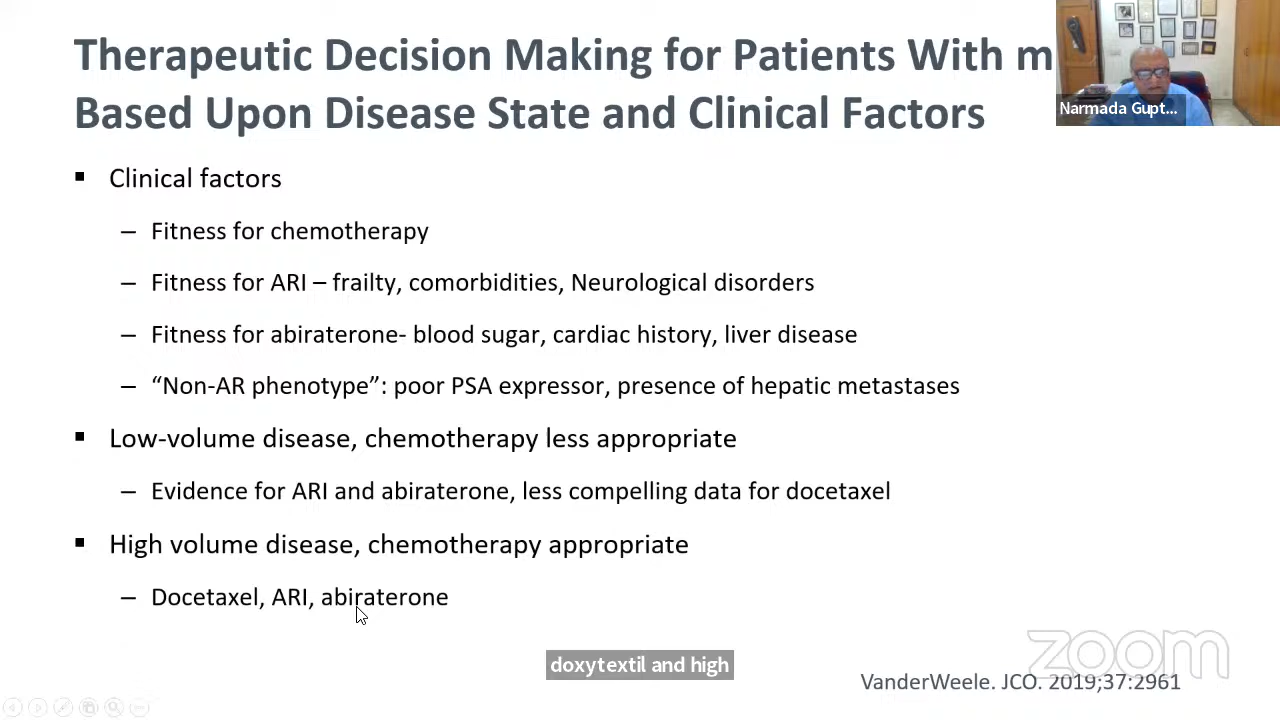 Therapeutic Decision Making for Patients With m
Based Upon Disease State and Clinical Factors
Narmada Gupt...
▪ Clinical factors
– Fitness for chemotherapy
– Fitness for ARI – frailty, comorbidities, Neurological disorders
– Fitness for abiraterone- blood sugar, cardiac history, liver disease
– “Non-AR phenotype”: poor PSA expressor, presence of hepatic metastases
▪ Low-volume disease, chemotherapy less appropriate
– Evidence for ARI and abiraterone, less compelling data for docetaxel
▪ High volume disease, chemotherapy appropriate
– Docetaxel, ARI, abiraterone
doxytextil and high
zoom
VanderWeele. JCO. 2019;37:2961